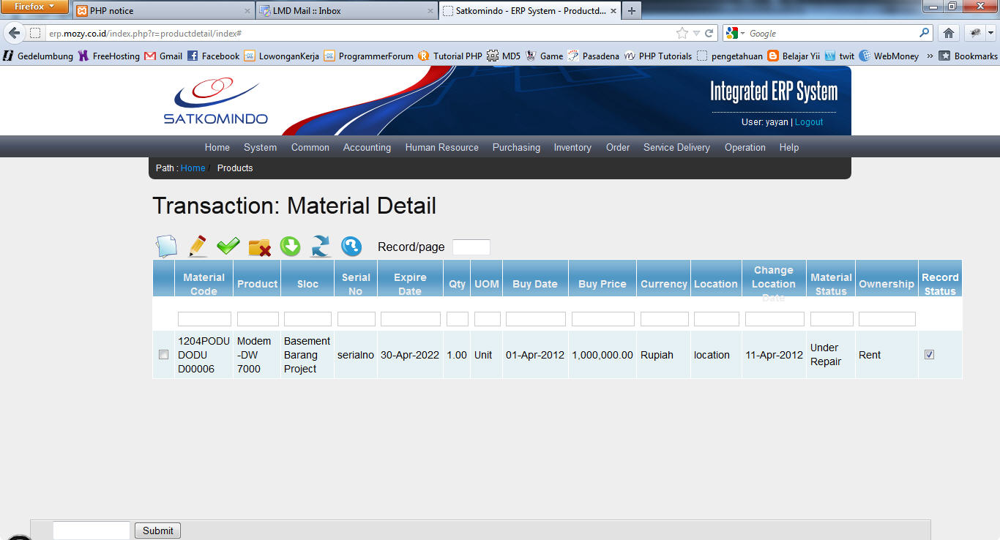 Firefox
PHP notice
LMD Mail :: Inbox
Satkomindo - ERP System - Productd...
erp.mozy.co.id/index.php?r=productdetail/index#
Google
Gedelumbung FreeHosting Gmail Facebook LowonganKerja ProgrammerForum Tutorial PHP MD5 Game Pasadena PHP Tutorials pengetahuan Belajar Yii twit WebMoney » Bookmarks
SATKOMINDO
Integrated ERP System
User: yayan | Logout
Home System Common Accounting Human Resource Purchasing Inventory Order Service Delivery Operation Help
Path : Home / Products
Transaction: Material Detail
Record/page
Material Code Product Sloc Serial No Expire Date Qty UOM Buy Date Buy Price Currency Location Change Location Date Material Status Ownership Record Status
1204PODU Modem Basement Under
DODU -DW Barang serialno 30-Apr-2022 1.00 Unit 01-Apr-2012 1,000,000.00 Rupiah location 11-Apr-2012 Repair Rent
D00006 7000 Project
Submit